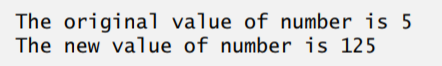 The original value of number is 5
The new value of number is 125